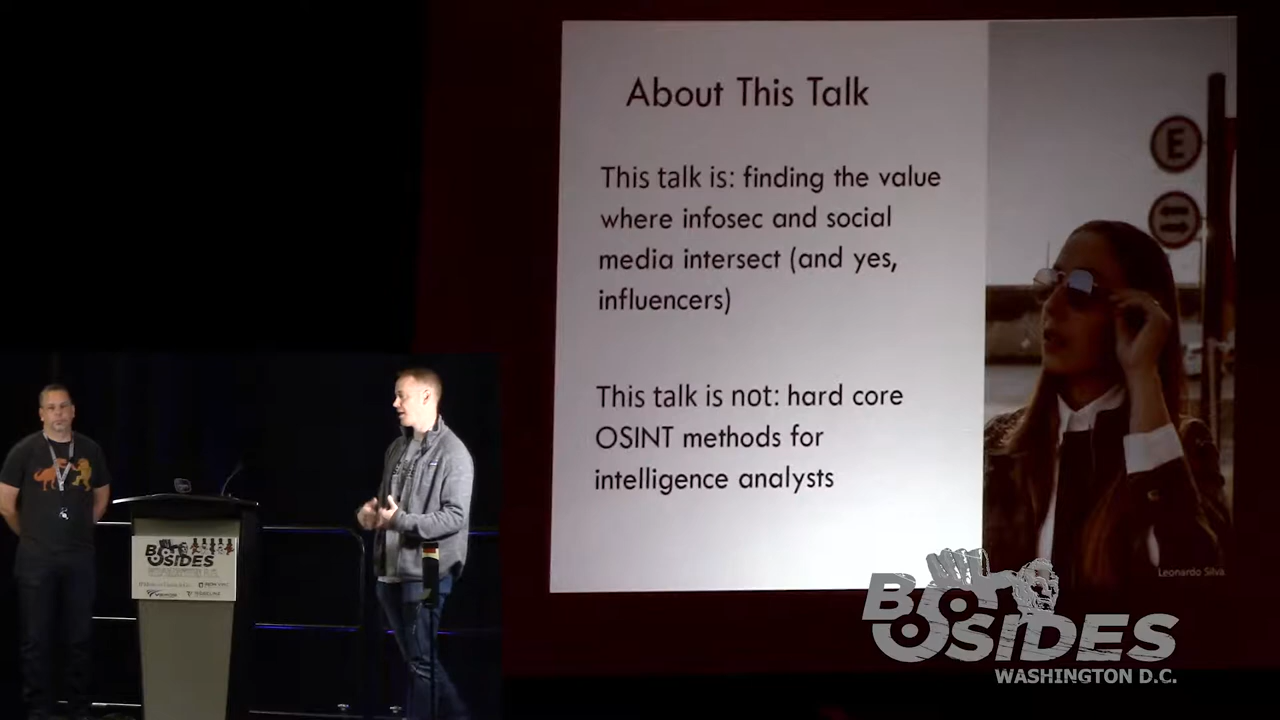 About This Talk
This talk is: finding the value
where infosec and social
media intersect (and yes,
influencers)
This talk is not: hard core
OSINT methods for
intelligence analysts
E
Leonardo Silva
BSIDES
BSIDES
WASHINGTON D.C.